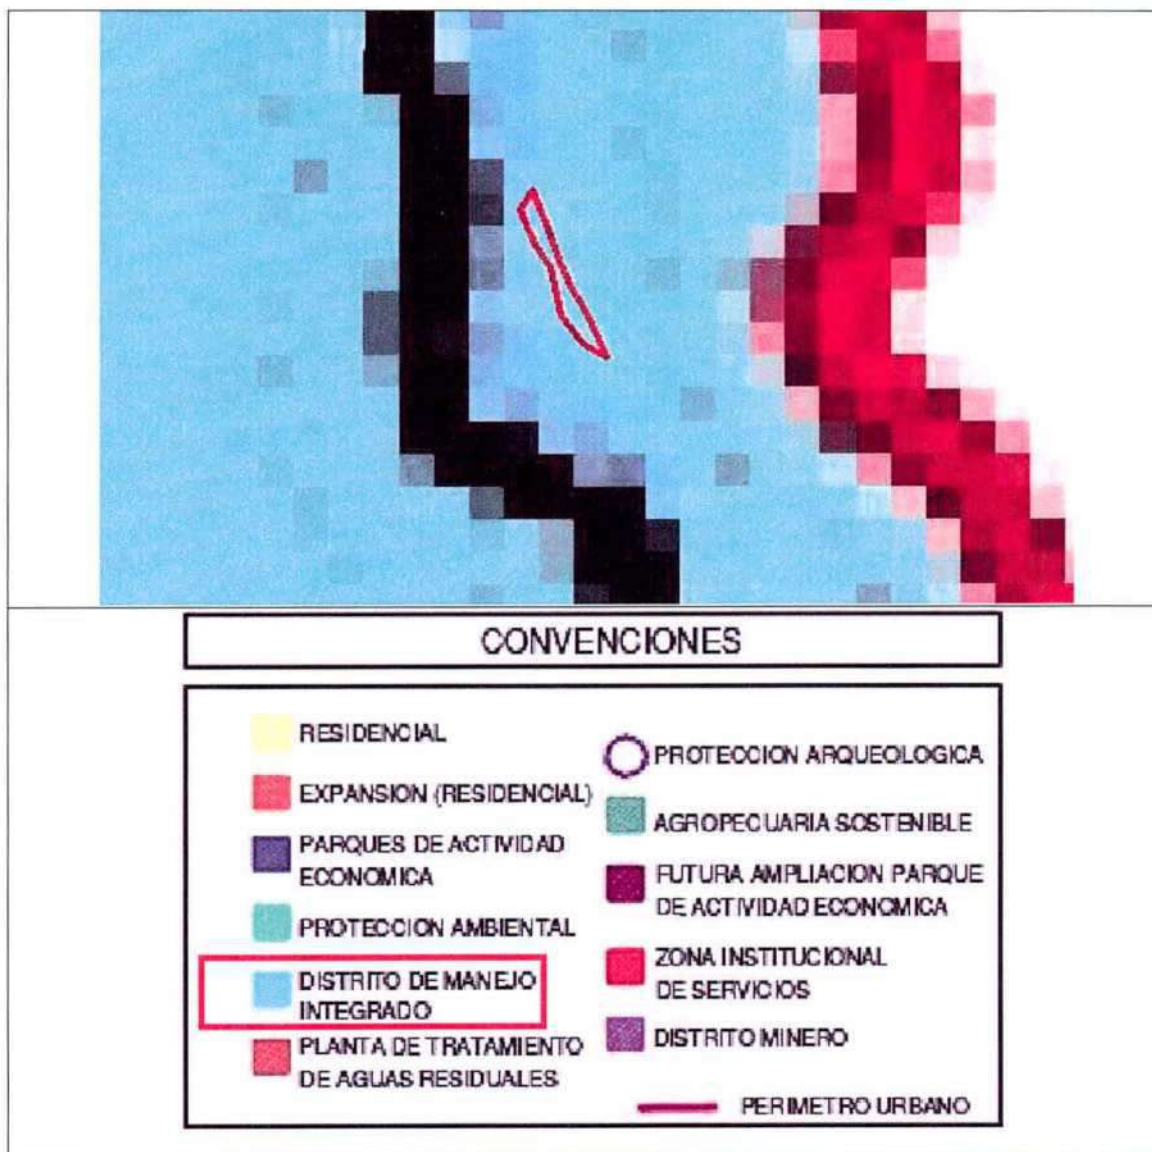 CONVENCIONES
RESIDENCIAL
EXPANSION (RESIDENCIAL)
PARQUES DE ACTIVIDAD
ECONOMICA
PROTECCION AMBIENTAL
DISTRITO DE MANEJO
INTEGRADO
PLANTA DE TRATAMIENTO
DE AGUAS RESIDUALES
PROTECCION ARQUEOLOGICA
AGROPECUARIA SOSTENIBLE
FUTURA AMPLIACION PARQUE
DE ACTIVIDAD ECONOMICA
ZONA INSTITUCIONAL
DE SERVICIOS
DISTRITO MINERO
PERIMETRO URBANO